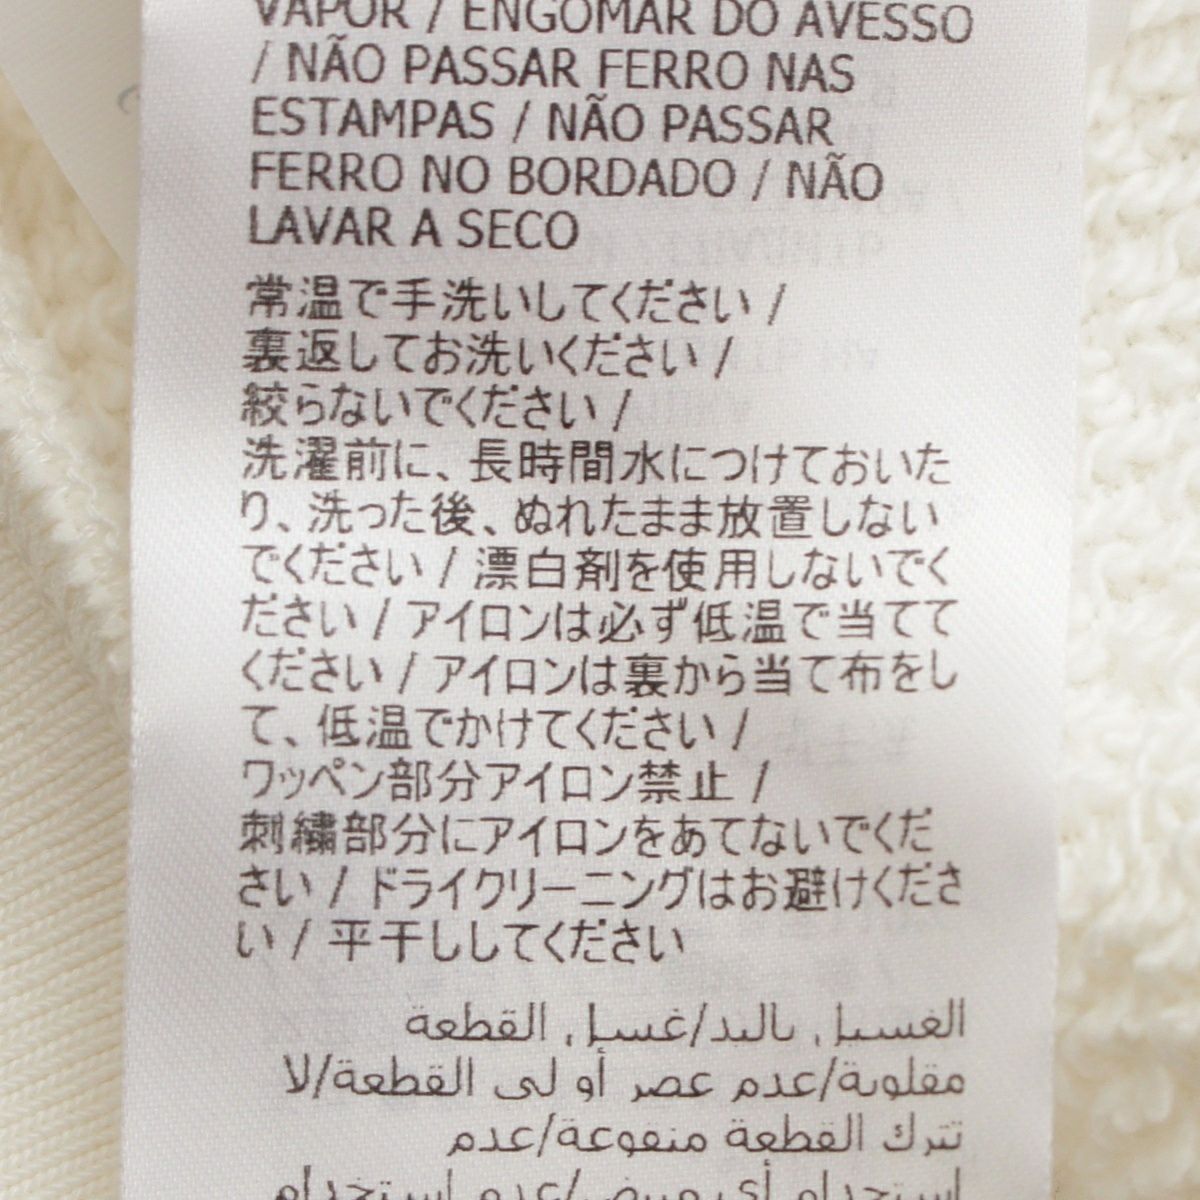 VAPOR / ENGOMAR DO AVESSO
/ NÃO PASSAR FERRO NAS
ESTAMPAS / NÃO PASSAR
FERRO NO BORDADO / NÃO
LAVAR A SECO
常温で手洗いしてください /
裏返してお洗いください /
絞らないでください /
洗濯前に、長時間水につけておいた
り、洗った後、ぬれたまま放置しない
でください / 漂白剤を使用しないでく
ださい / アイロンは必ず低温で当てて
ください / アイロンは裏から当て布をし
て、低温でかけてください /
ワッペン部分アイロン禁止 /
刺繍部分にアイロンをあてないでくだ
さい / ドライクリーニングはお避けくださ
い / 平干ししてください
الغسيل باليد/غسل القطعة
مقلوبة/عدم عصر أو لى القطعة/لا
تترك القطعة منقوعة/عدم
استخدام أى مبيض/عدم استخدام